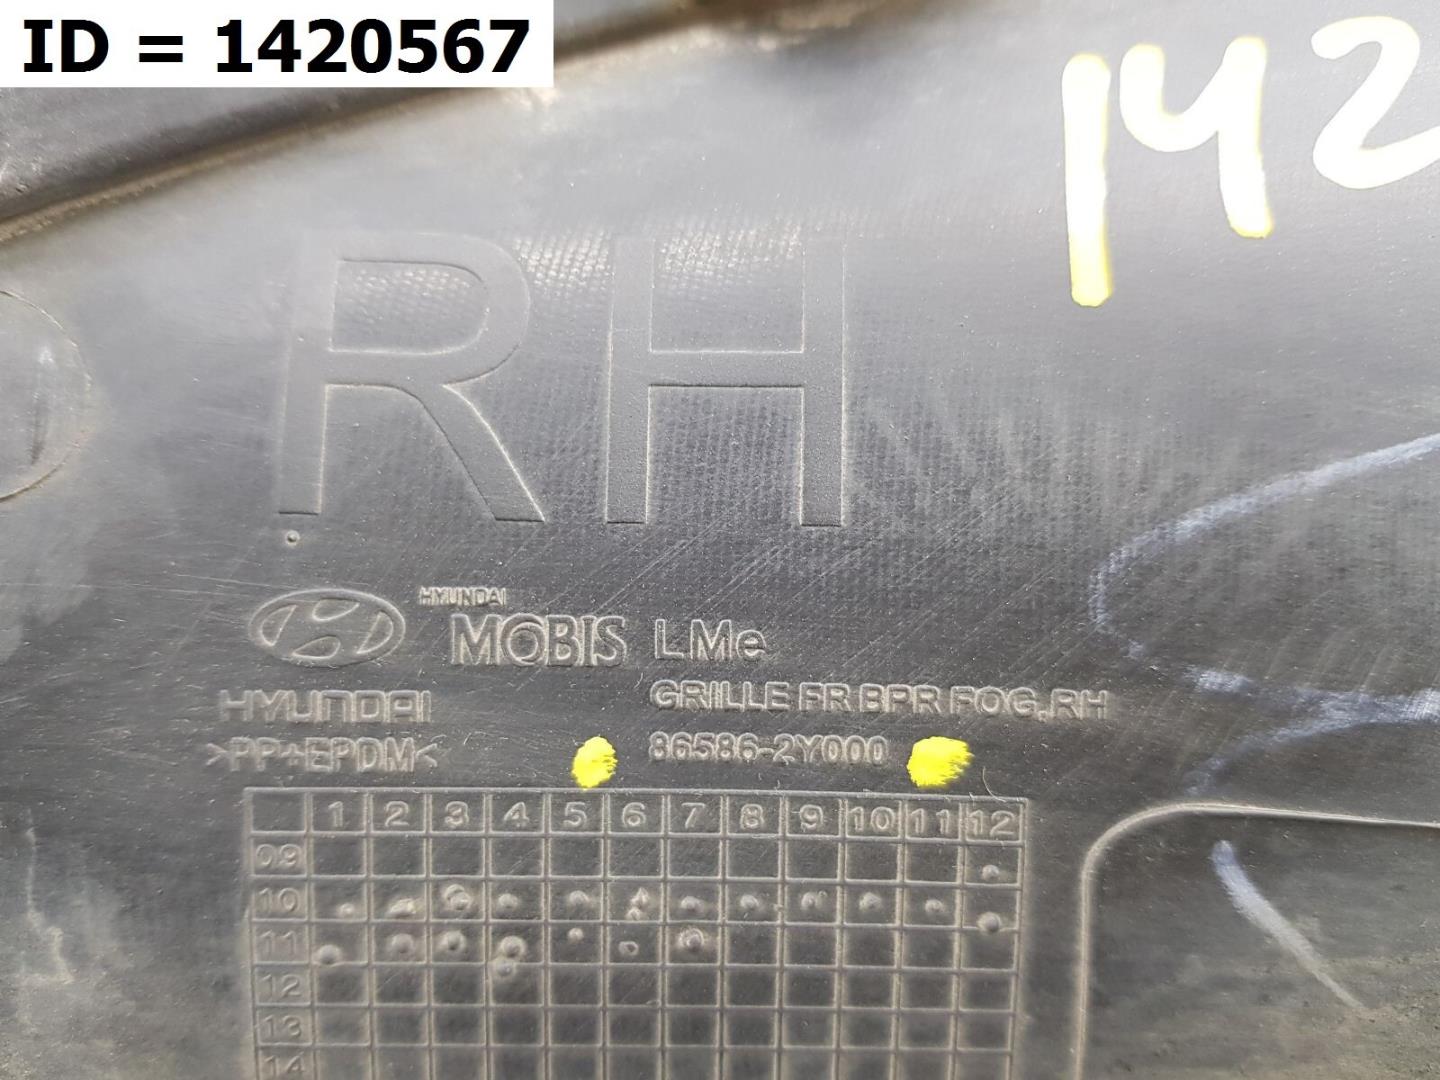 ID = 1420567
142
RH
HYUNDAI
MOBIS LMe
HYUNDAI
GRILLE FR BPR FOG,RH
>PP+EPDM<
86586-2Y000
1 2 3 4 5 6 7 8 9 10 11 12
09
10
11
12
13
14